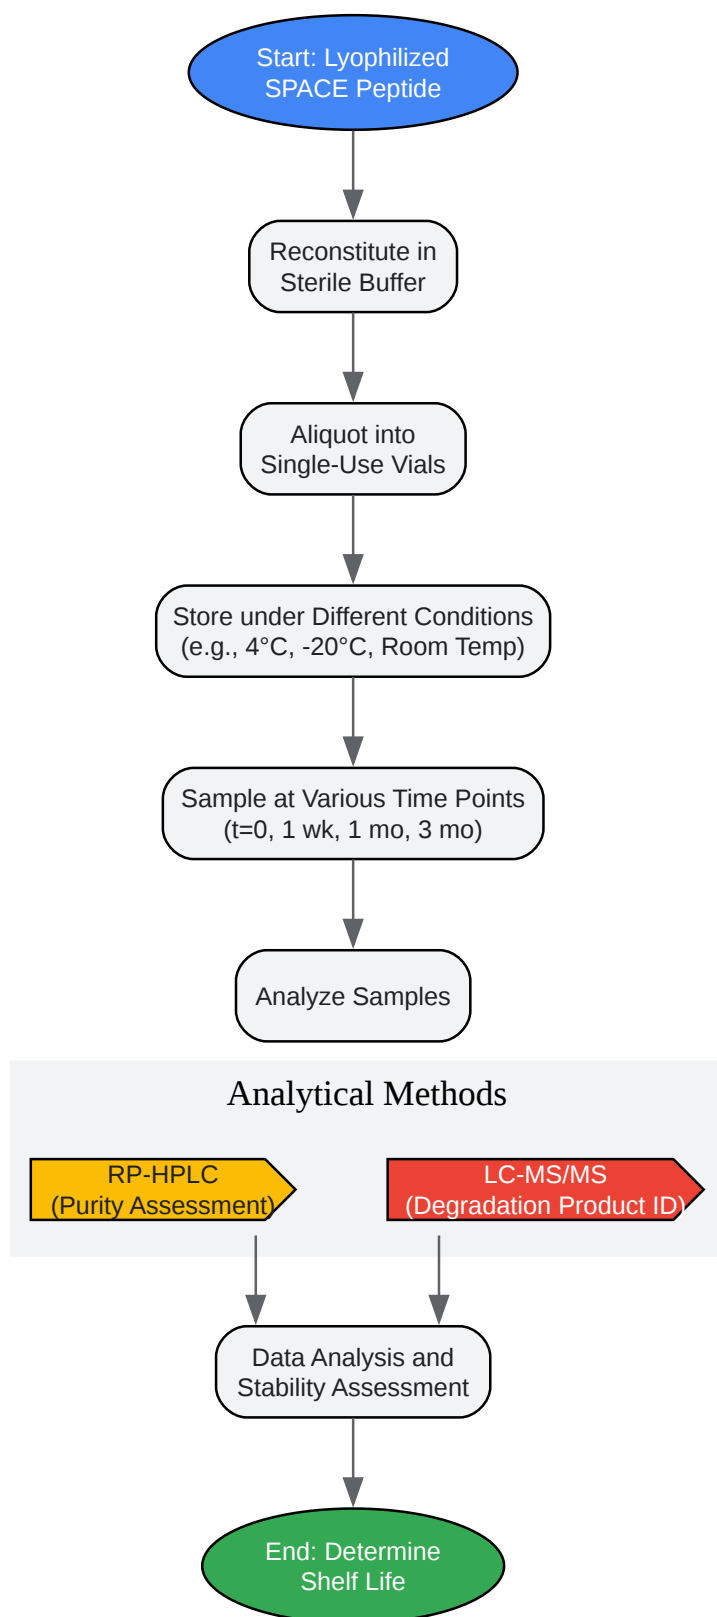 Start: Lyophilized
SPACE Peptide
Reconstitute in
Sterile Buffer
Aliquot into
Single-Use Vials
Store under Different Conditions
(e.g., 4°C, -20°C, Room Temp)
Sample at Various Time Points
(t=0, 1 wk, 1 mo, 3 mo)
Analyze Samples
Analytical Methods
RP-HPLC
(Purity Assessment)
LC-MS/MS
(Degradation Product ID)
Data Analysis and
Stability Assessment
End: Determine
Shelf Life